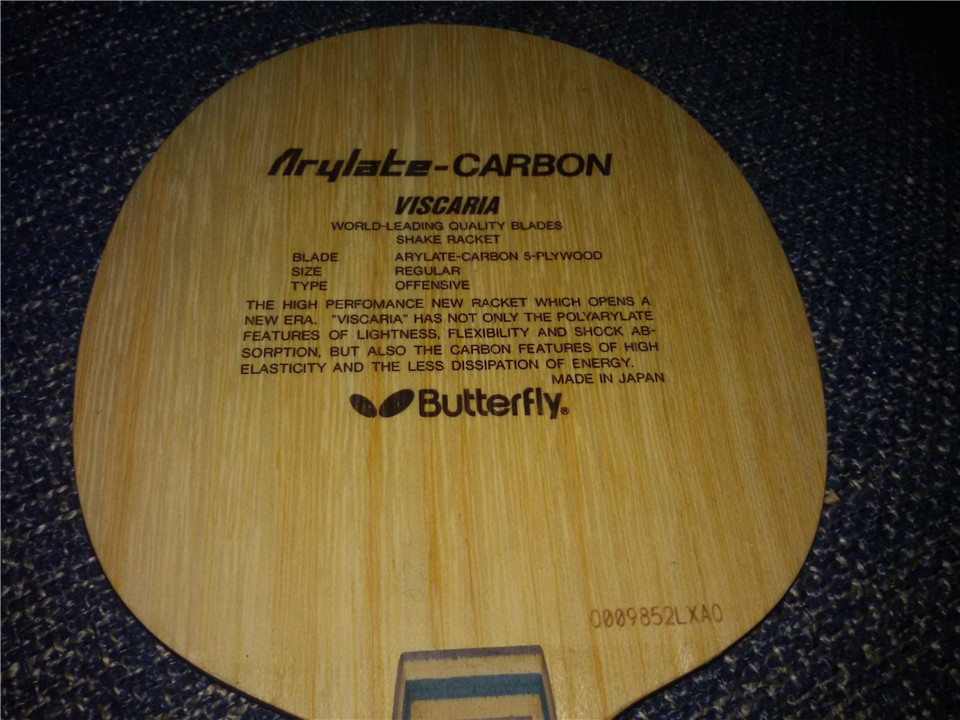 Arylate-CARBON
VISCARIA
WORLD-LEADING QUALITY BLADES
SHAKE RACKET
BLADE ARYLATE-CARBON 5-PLYWOOD
SIZE REGULAR
TYPE OFFENSIVE
THE HIGH PERFOMANCE NEW RACKET WHICH OPENS A
NEW ERA. "VISCARIA" HAS NOT ONLY THE POLYARYLATE
FEATURES OF LIGHTNESS, FLEXIBILITY AND SHOCK AB-
SORPTION, BUT ALSO THE CARBON FEATURES OF HIGH
ELASTICITY AND THE LESS DISSIPATION OF ENERGY.
MADE IN JAPAN
Butterfly®
O009852LXAO